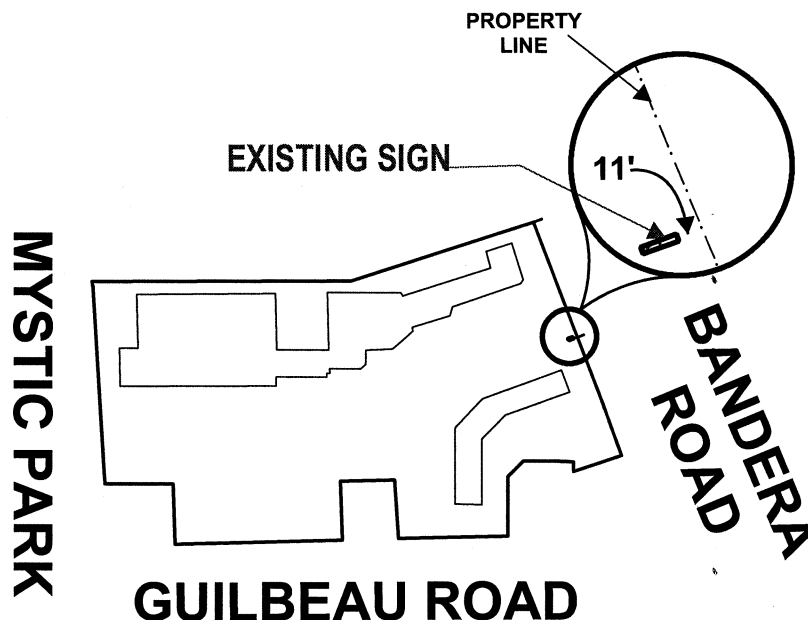 PROPERTY
LINE
EXISTING SIGN
11'
MYSTIC PARK
BANDERA
ROAD
GUILBEAU ROAD